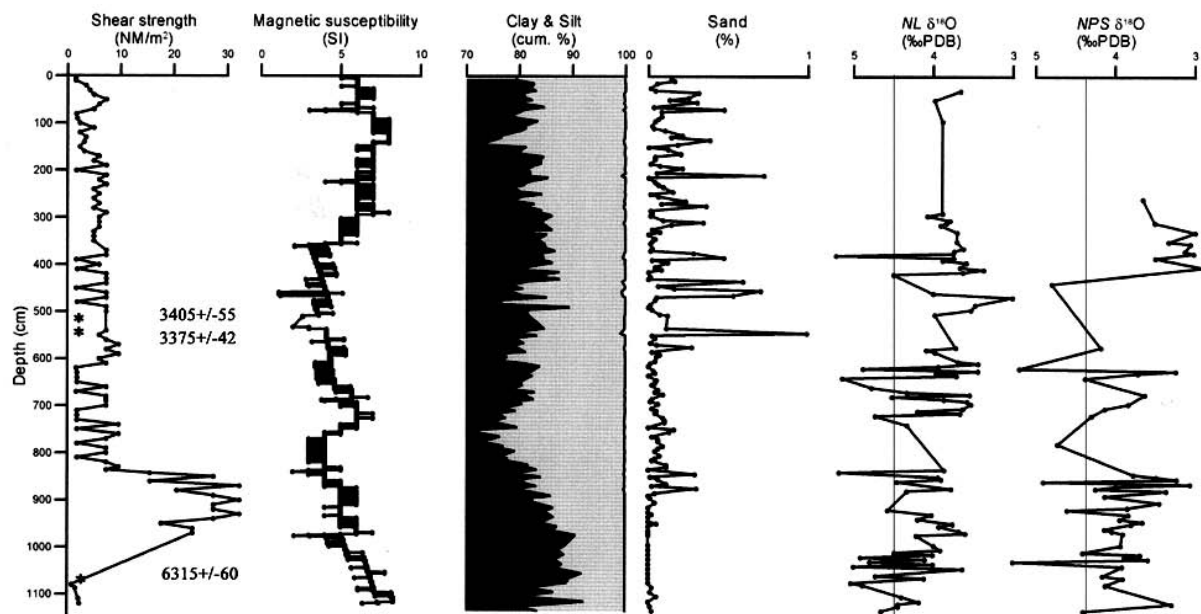 Shear strength
(NM/m²)
Magnetic susceptibility
(SI)
Clay & Silt
(cum. %)
Sand
(%)
NL δ¹⁸O
(‰PDB)
NPS δ¹⁸O
(‰PDB)
0 10 20 30
0 5 10
70 80 90 100
0 1
5 4 3
5 4 3
Depth (cm)
0
100
200
300
400
500
600
700
800
900
1000
1100
* 3405+/-55
* 3375+/-42
* 6315+/-60